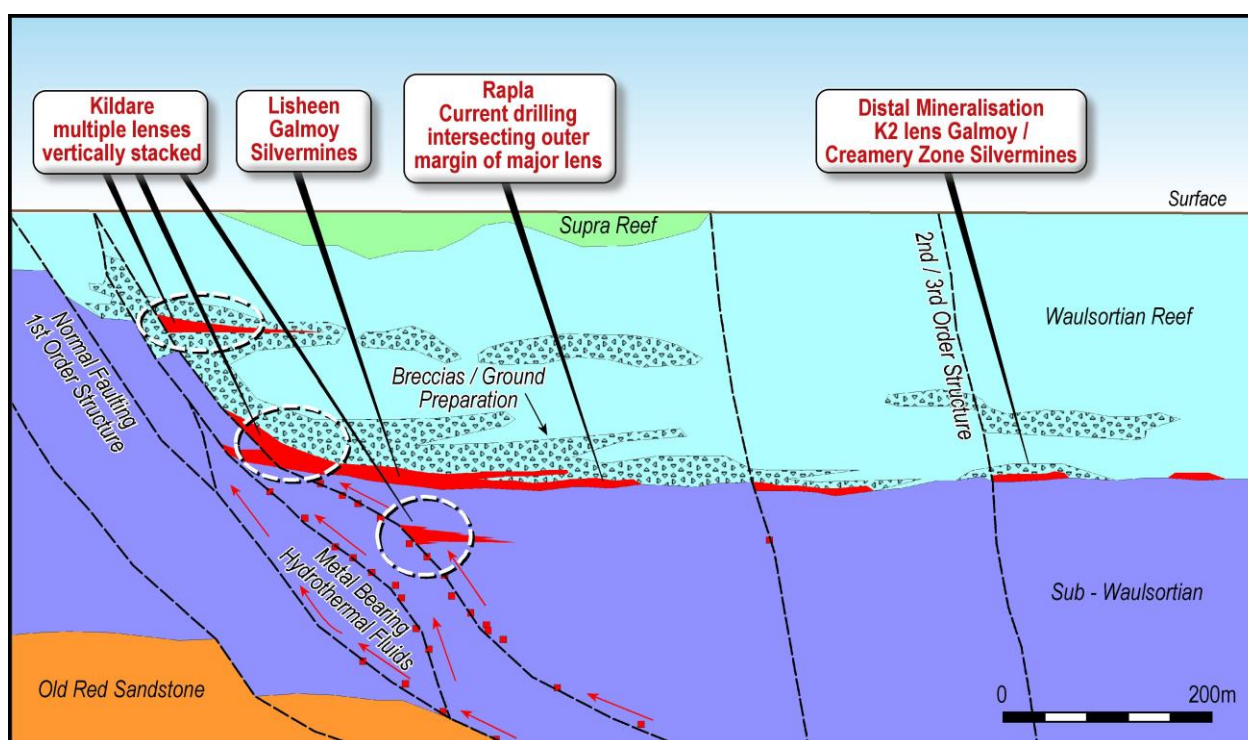 Kildare
multiple lenses
vertically stacked
Lisheen
Galmoy
Silvermines
Rapla
Current drilling
intersecting outer
margin of major lens
Distal Mineralisation
K2 lens Galmoy /
Creamery Zone Silvermines
Surface
Supra Reef
Waulsortian Reef
Normal Faulting
1st Order Structure
Breccias / Ground
Preparation
2nd / 3rd Order
Structure
Metal Bearing
Hydrothermal Fluids
Sub - Waulsortian
Old Red Sandstone
0 200m